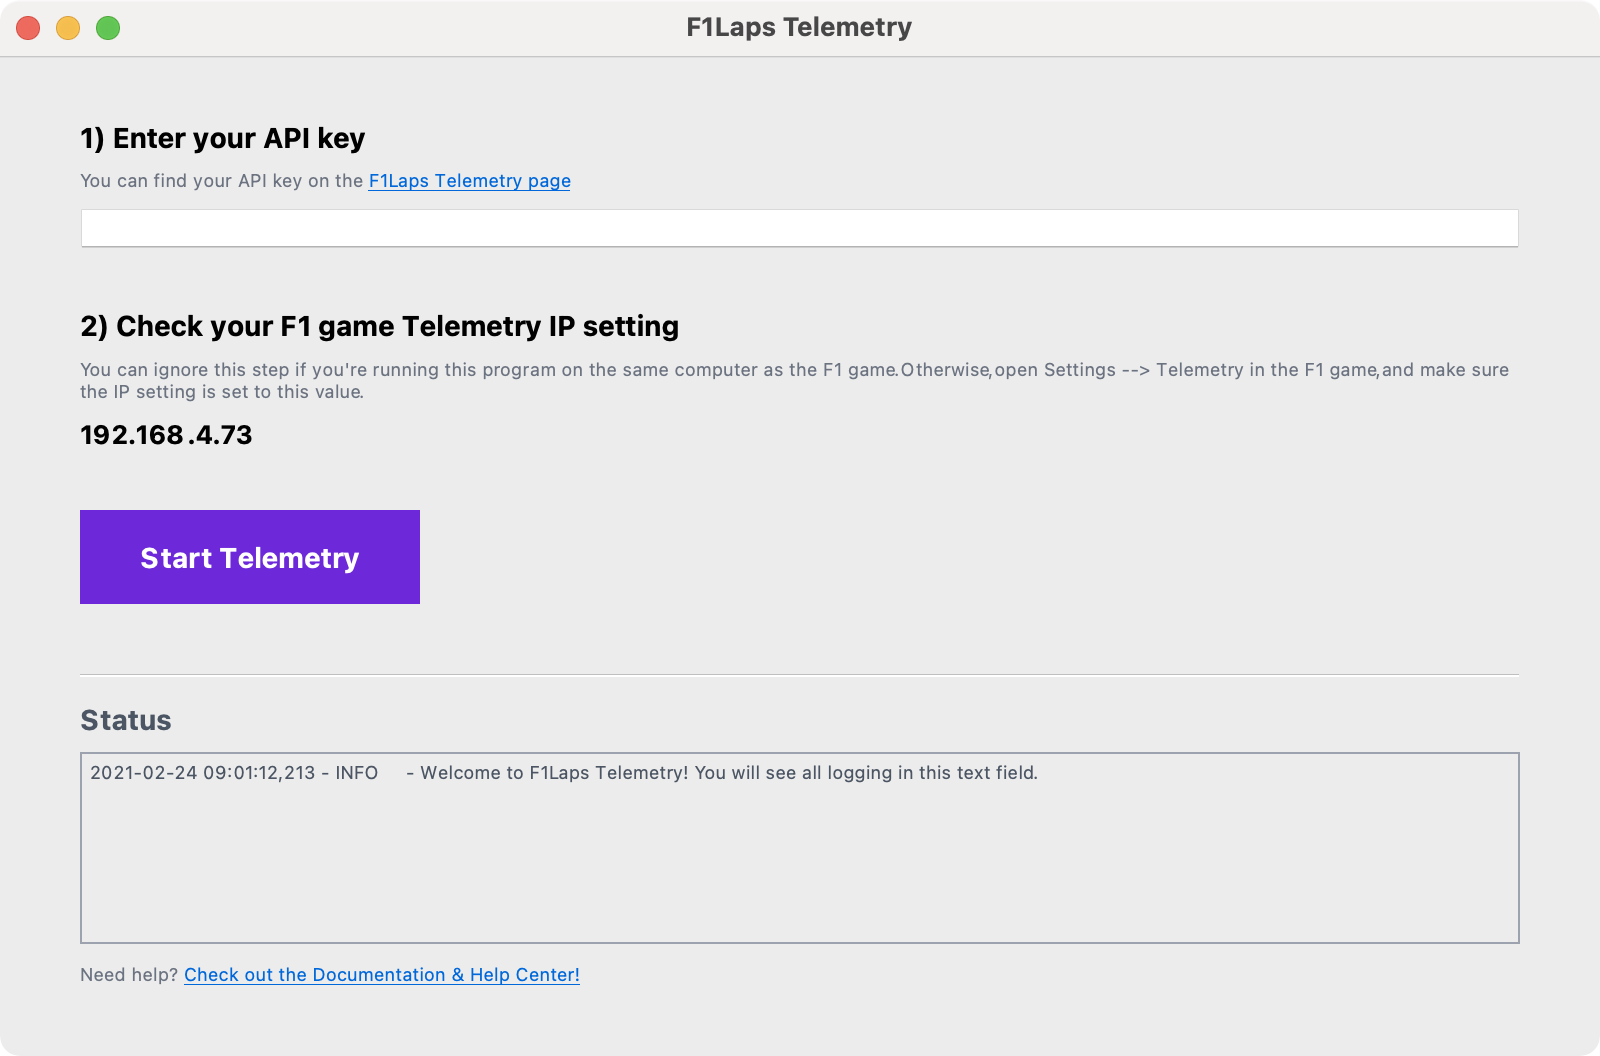 F1Laps Telemetry
1) Enter your API key
You can find your API key on the F1Laps Telemetry page
2) Check your F1 game Telemetry IP setting
You can ignore this step if you're running this program on the same computer as the F1 game.Otherwise,open Settings --> Telemetry in the F1 game,and make sure
the IP setting is set to this value.
192.168.4.73
Start Telemetry
Status
2021-02-24 09:01:12,213 - INFO     - Welcome to F1Laps Telemetry! You will see all logging in this text field.
Need help? Check out the Documentation & Help Center!